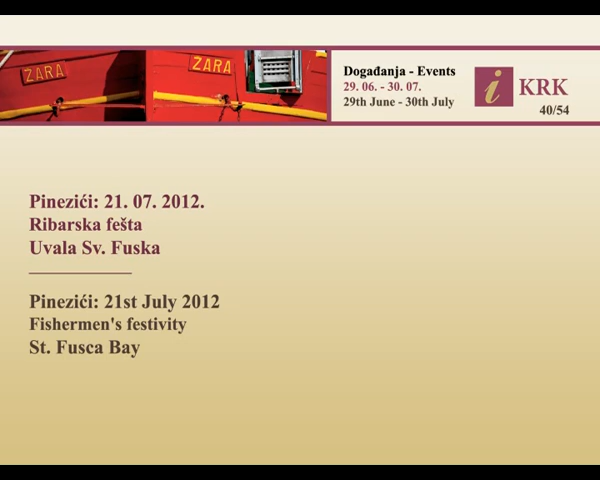 ZARA
ZARA
Događanja - Events
29. 06. - 30. 07.
29th June - 30th July
i KRK
40/54
Pinezići: 21. 07. 2012.
Ribarska fešta
Uvala Sv. Fuska
Pinezići: 21st July 2012
Fishermen's festivity
St. Fusca Bay